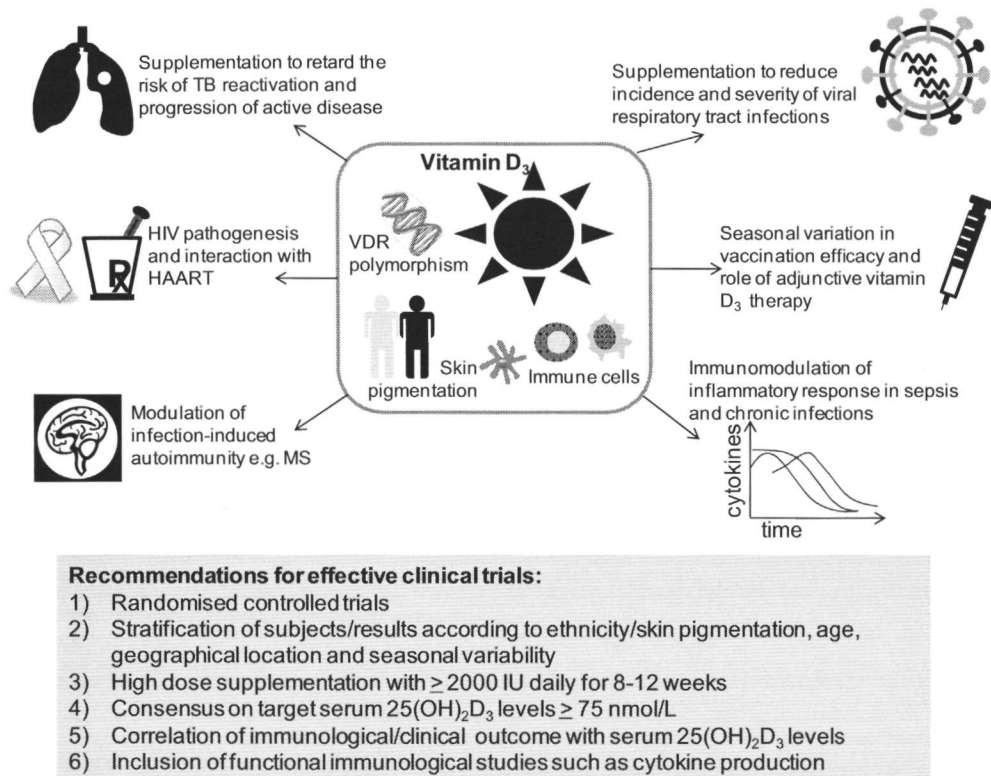 Supplementation to retard the
risk of TB reactivation and
progression of active disease
Supplementation to reduce
incidence and severity of viral
respiratory tract infections
Vitamin D₃
VDR
polymorphism
HIV pathogenesis
and interaction with
HAART
R
Seasonal variation in
vaccination efficacy and
role of adjunctive vitamin
D₃ therapy
Skin
pigmentation
Immune cells
Modulation of
infection-induced
autoimmunity e.g. MS
Immunomodulation of
inflammatory response in sepsis
and chronic infections
cytokines
time
Recommendations for effective clinical trials:
1) Randomised controlled trials
2) Stratification of subjects/results according to ethnicity/skin pigmentation, age,
geographical location and seasonal variability
3) High dose supplementation with ≥ 2000 IU daily for 8-12 weeks
4) Consensus on target serum 25(OH)₂D₃ levels ≥ 75 nmol/L
5) Correlation of immunological/clinical outcome with serum 25(OH)₂D₃ levels
6) Inclusion of functional immunological studies such as cytokine production